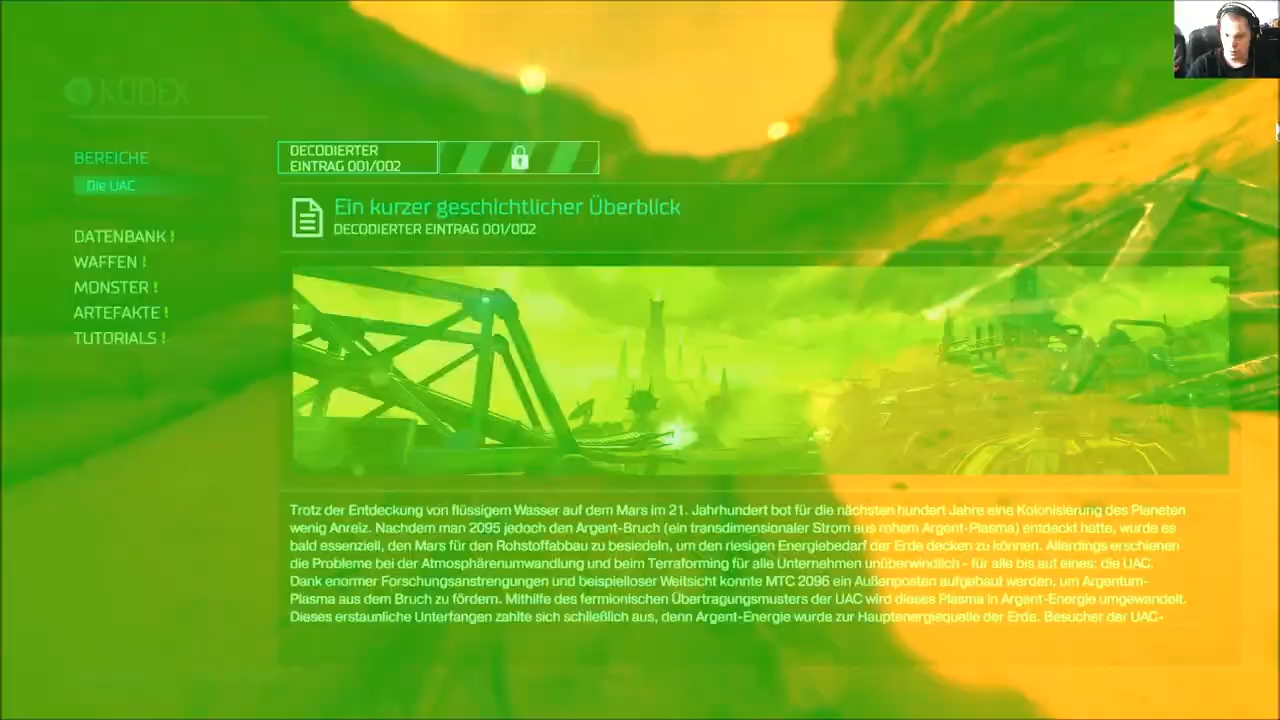 KODEX
BEREICHE
Die UAC
DATENBANK !
WAFFEN !
MONSTER !
ARTEFAKTE !
TUTORIALS !
DECODIERTER
EINTRAG 001/002
Ein kurzer geschichtlicher Überblick
DECODIERTER EINTRAG 001/002
Trotz der Entdeckung von flüssigem Wasser auf dem Mars im 21. Jahrhundert bot für die nächsten hundert Jahre eine Kolonisierung des Planeten
wenig Anreiz. Nachdem man 2095 jedoch den Argent-Bruch (ein transdimensionaler Strom aus rohem Argent-Plasma) entdeckt hatte, wurde es
bald essenziell, den Mars für den Rohstoffabbau zu besiedeln, um den riesigen Energiebedarf der Erde decken zu können. Allerdings erschienen
die Probleme bei der Atmosphärenumwandlung und beim Terraforming für alle Unternehmen unüberwindlich - für alle bis auf eines: die UAC.
Dank enormer Forschungsanstrengungen und beispielloser Weitsicht konnte MTC 2096 ein Außenposten aufgebaut werden, um Argentum-
Plasma aus dem Bruch zu fördern. Mithilfe des fermionischen Übertragungsmusters der UAC wird dieses Plasma in Argent-Energie umgewandelt.
Dieses erstaunliche Unterfangen zahlte sich schließlich aus, denn Argent-Energie wurde zur Hauptenergiequelle der Erde. Besucher der UAC-